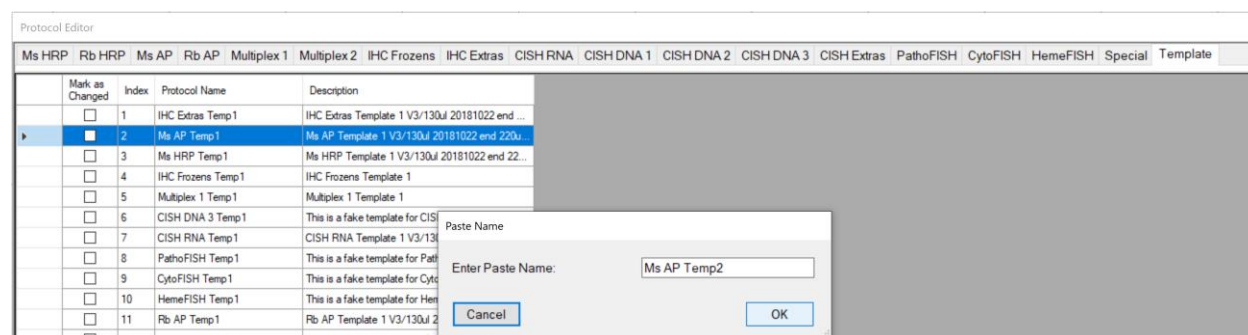 Protocol Editor
Ms HRP Rb HRP Ms AP Rb AP Multiplex 1 Multiplex 2 IHC Frozens IHC Extras CISH RNA CISH DNA 1 CISH DNA 2 CISH DNA 3 CISH Extras PathoFISH CytoFISH HemeFISH Special Template
Mark as Changed Index Protocol Name Description
1 IHC Extras Temp1 IHC Extras Template 1 V3/130ul 20181022 end ...
2 Ms AP Temp1 Ms AP Template 1 V3/130ul 20181022 end 220u...
3 Ms HRP Temp1 Ms HRP Template 1 V3/130ul 20181022 end 22...
4 IHC Frozens Temp1 IHC Frozens Template 1
5 Multiplex 1 Temp1 Multiplex 1 Template 1
6 CISH DNA 3 Temp1 This is a fake template for CIS
7 CISH RNA Temp1 CISH RNA Template 1 V3/130
8 PathoFISH Temp1 This is a fake template for Path
9 CytoFISH Temp1 This is a fake template for Cyto
10 HemeFISH Temp1 This is a fake template for Hem
11 Rb AP Temp1 Rb AP Template 1 V3/130ul 2
Paste Name
Enter Paste Name: Ms AP Temp2
Cancel OK